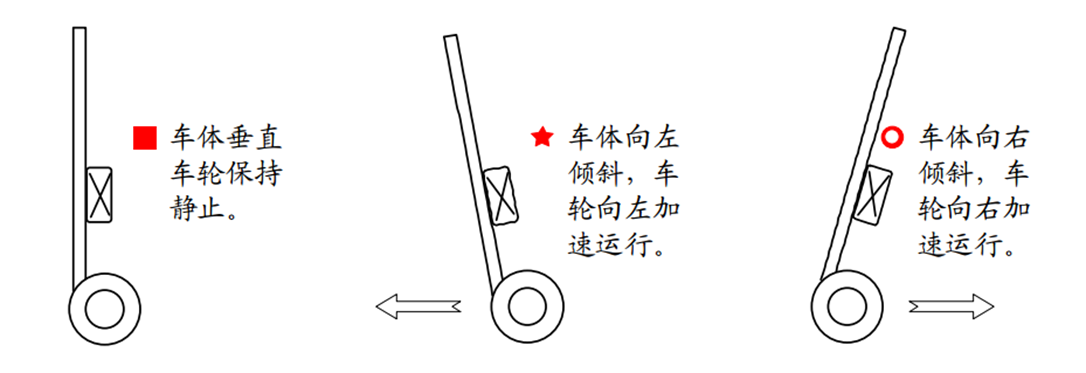 车体垂直
车轮保持
静止。
车体向左
倾斜，车
轮向左加
速运行。
车体向右
倾斜，车
轮向右加
速运行。